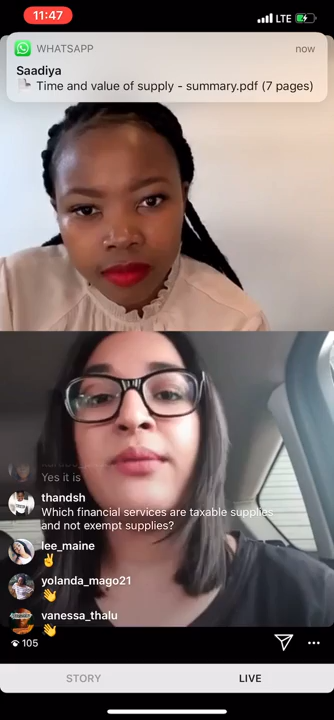 11:47
LTE
WHATSAPP
now
Saadiya
Time and value of supply - summary.pdf (7 pages)
Yes it is
thandsh
Which financial services are taxable supplies
and not exempt supplies?
lee_maine
✌
yolanda_mago21
👋
vanessa_thalu
👋
105
STORY
LIVE